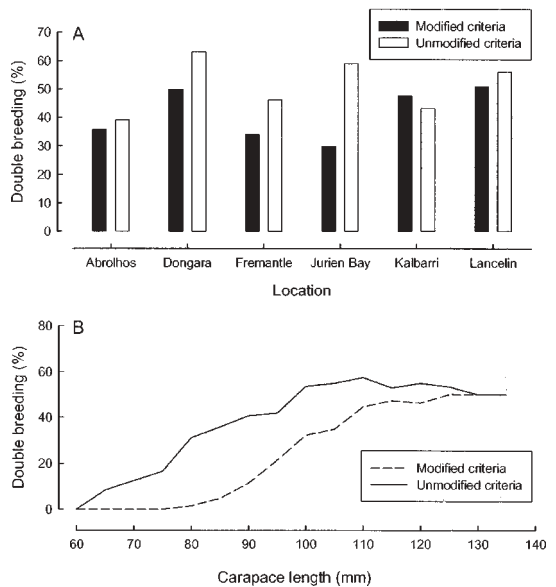 A
Modified criteria
Unmodified criteria
Double breeding (%)
70
60
50
40
30
20
10
0
Abrolhos Dongara Fremantle Jurien Bay Kalbarri Lancelin
Location
B
Double breeding (%)
80
60
40
20
0
Modified criteria
Unmodified criteria
60 70 80 90 100 110 120 130 140
Carapace length (mm)